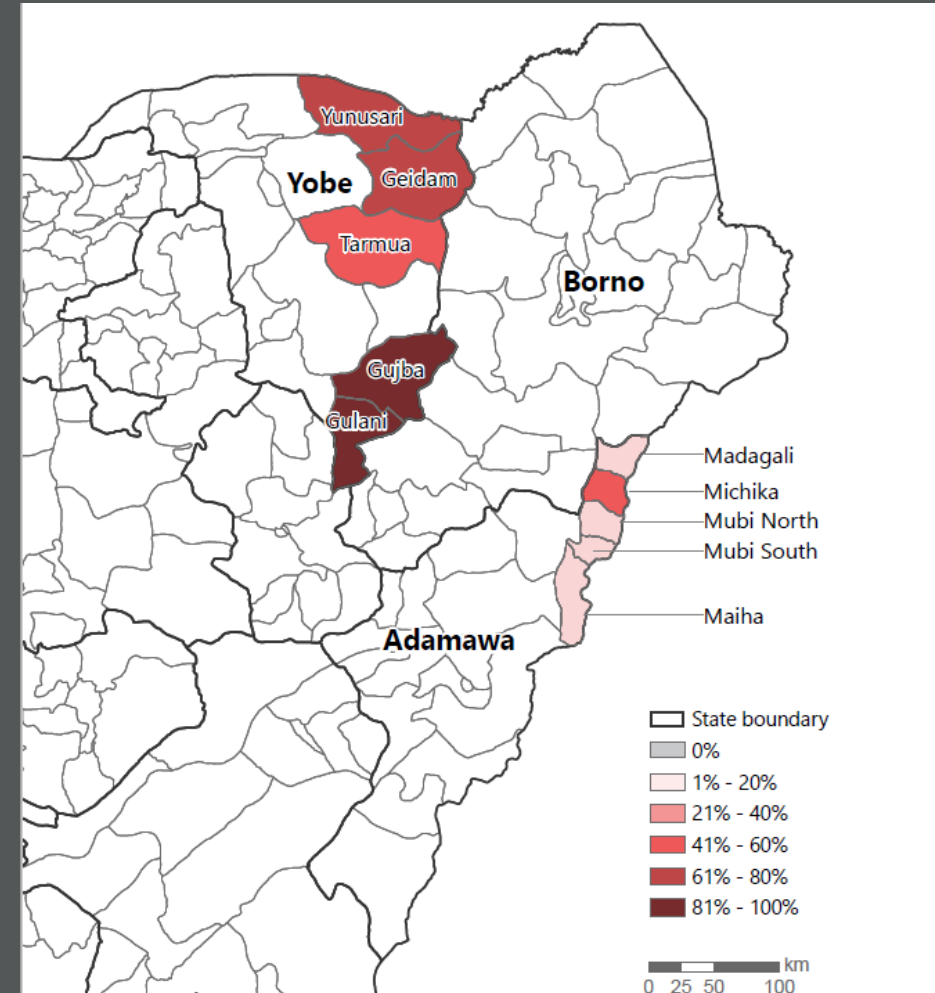 Yunusari
Yobe
Geidam
Tarmua
Borno
Gujba
Gulani
Madagali
Michika
Mubi North
Mubi South
Maiha
Adamawa
State boundary
0%
1% - 20%
21% - 40%
41% - 60%
61% - 80%
81% - 100%
km
0 25 50 100